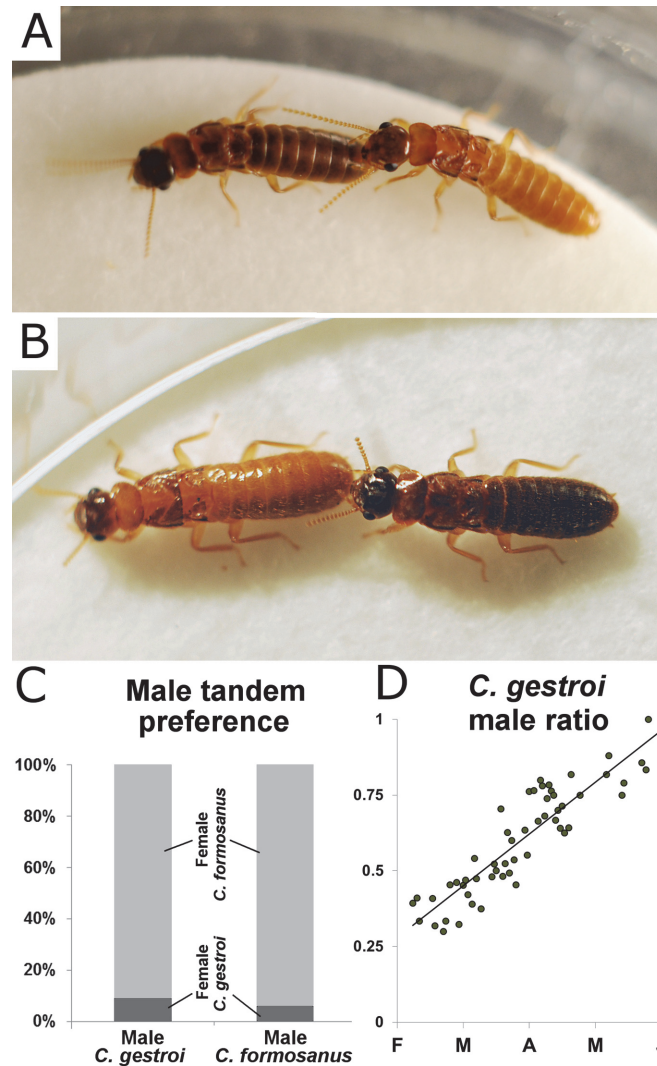 A
B
C
Male tandem
preference
100%
80%
60%
40%
20%
0%
Female
C. formosanus
Female
C. gestroi
Male
C. gestroi
Male
C. formosanus
D
C. gestroi
male ratio
1
0.75
0.5
0.25
0
F M A M